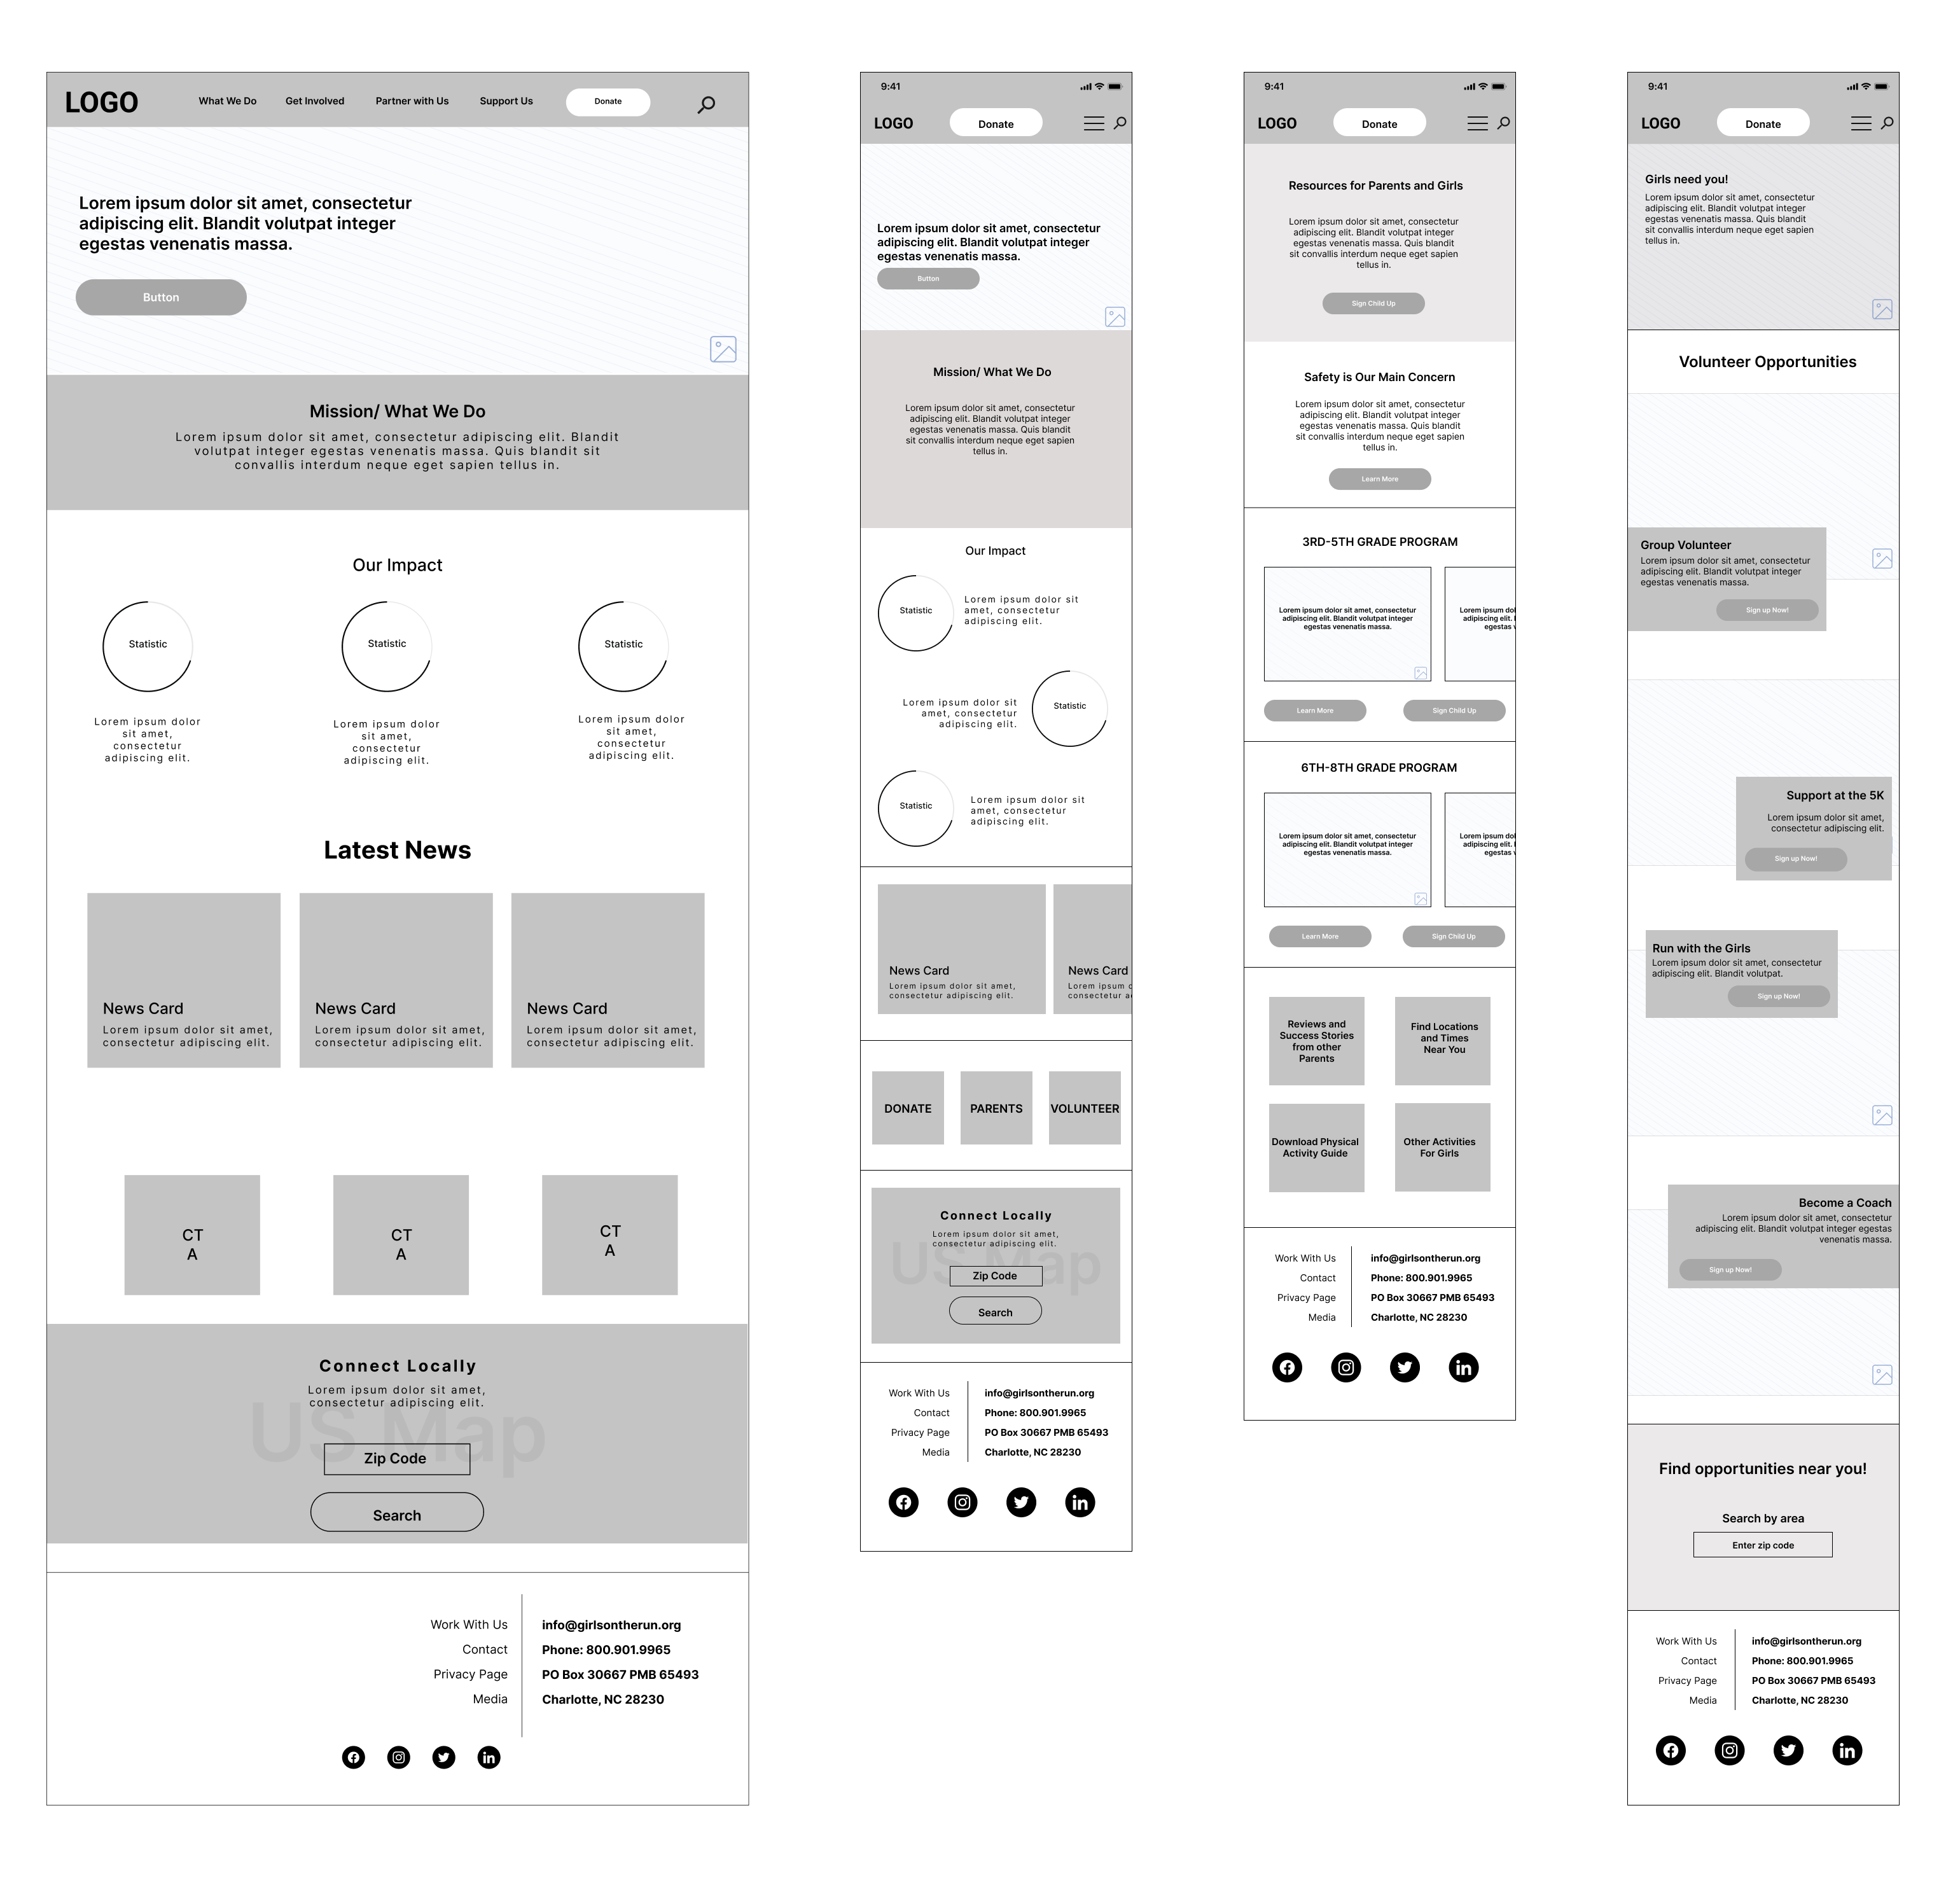 LOGO
What We Do
Get Involved
Partner with Us
Support Us
Donate
Lorem ipsum dolor sit amet, consectetur
adipiscing elit. Blandit volutpat integer
egestas venenatis massa.
Button
Mission/ What We Do
Lorem ipsum dolor sit amet, consectetur adipiscing elit. Blandit
volutpat integer egestas venenatis massa. Quis blandit sit
convallis interdum neque eget sapien tellus in.
Our Impact
Statistic
Lorem ipsum dolor
sit amet,
consectetur
adipiscing elit.
Statistic
Lorem ipsum dolor
sit amet,
consectetur
adipiscing elit.
Statistic
Lorem ipsum dolor
sit amet,
consectetur
adipiscing elit.
Latest News
News Card
Lorem ipsum dolor sit amet,
consectetur adipiscing elit.
News Card
Lorem ipsum dolor sit amet,
consectetur adipiscing elit.
News Card
Lorem ipsum dolor sit amet,
consectetur adipiscing elit.
CT
A
CT
A
CT
A
Connect Locally
Lorem ipsum dolor sit amet,
consectetur adipiscing elit.
US Map
Zip Code
Search
Work With Us
Contact
Privacy Page
Media
info@girlsontherun.org
Phone: 800.901.9965
PO Box 30667 PMB 65493
Charlotte, NC 28230
9:41
LOGO
Donate
Lorem ipsum dolor sit amet, consectetur
adipiscing elit. Blandit volutpat integer
egestas venenatis massa.
Button
Mission/ What We Do
Lorem ipsum dolor sit amet, consectetur
adipiscing elit. Blandit volutpat integer
egestas venenatis massa. Quis blandit
sit convallis interdum neque eget sapien
tellus in.
Our Impact
Statistic
Lorem ipsum dolor sit
amet, consectetur
adipiscing elit.
Lorem ipsum dolor sit
amet, consectetur
adipiscing elit.
Statistic
Statistic
Lorem ipsum dolor sit
amet, consectetur
adipiscing elit.
News Card
Lorem ipsum dolor sit amet,
consectetur adipiscing elit.
News Card
Lorem ipsum
consectetur
DONATE
PARENTS
VOLUNTEER
Connect Locally
Lorem ipsum dolor sit amet,
consectetur adipiscing elit.
US Map
Zip Code
Search
Work With Us
Contact
Privacy Page
Media
info@girlsontherun.org
Phone: 800.901.9965
PO Box 30667 PMB 65493
Charlotte, NC 28230
9:41
LOGO
Donate
Resources for Parents and Girls
Lorem ipsum dolor sit amet, consectetur
adipiscing elit. Blandit volutpat integer
egestas venenatis massa. Quis blandit
sit convallis interdum neque eget sapien
tellus in.
Sign Child Up
Safety is Our Main Concern
Lorem ipsum dolor sit amet, consectetur
adipiscing elit. Blandit volutpat integer
egestas venenatis massa. Quis blandit
sit convallis interdum neque eget sapien
tellus in.
Learn More
3RD-5TH GRADE PROGRAM
Lorem ipsum dolor sit amet, consectetur
adipiscing elit. Blandit volutpat integer
egestas venenatis massa.
Lorem ipsum
adipiscing elit.
egestas
Learn More
Sign Child Up
6TH-8TH GRADE PROGRAM
Lorem ipsum dolor sit amet, consectetur
adipiscing elit. Blandit volutpat integer
egestas venenatis massa.
Lorem ipsum
adipiscing elit.
egestas
Learn More
Sign Child Up
Reviews and
Success Stories
from other
Parents
Find Locations
and Times
Near You
Download Physical
Activity Guide
Other Activities
For Girls
Work With Us
Contact
Privacy Page
Media
info@girlsontherun.org
Phone: 800.901.9965
PO Box 30667 PMB 65493
Charlotte, NC 28230
9:41
LOGO
Donate
Girls need you!
Lorem ipsum dolor sit amet, consectetur
adipiscing elit. Blandit volutpat integer
egestas venenatis massa. Quis blandit
sit convallis interdum neque eget sapien
tellus in.
Volunteer Opportunities
Group Volunteer
Lorem ipsum dolor sit amet, consectetur
adipiscing elit. Blandit volutpat integer
egestas venenatis massa.
Sign up Now!
Support at the 5K
Lorem ipsum dolor sit amet,
consectetur adipiscing elit.
Sign up Now!
Run with the Girls
Lorem ipsum dolor sit amet, consectetur
adipiscing elit. Blandit volutpat.
Sign up Now!
Become a Coach
Lorem ipsum dolor sit amet, consectetur
adipiscing elit. Blandit volutpat integer egestas
venenatis massa.
Sign up Now!
Find opportunities near you!
Search by area
Enter zip code
Work With Us
Contact
Privacy Page
Media
info@girlsontherun.org
Phone: 800.901.9965
PO Box 30667 PMB 65493
Charlotte, NC 28230